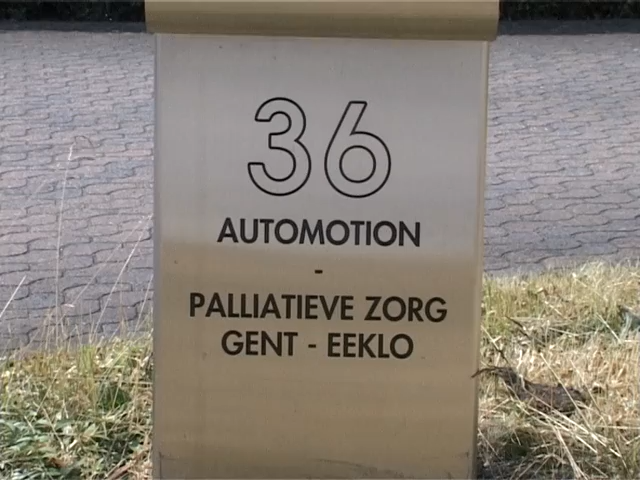 36
AUTOMOTION
-
PALLIATIEVE ZORG
GENT - EEKLO